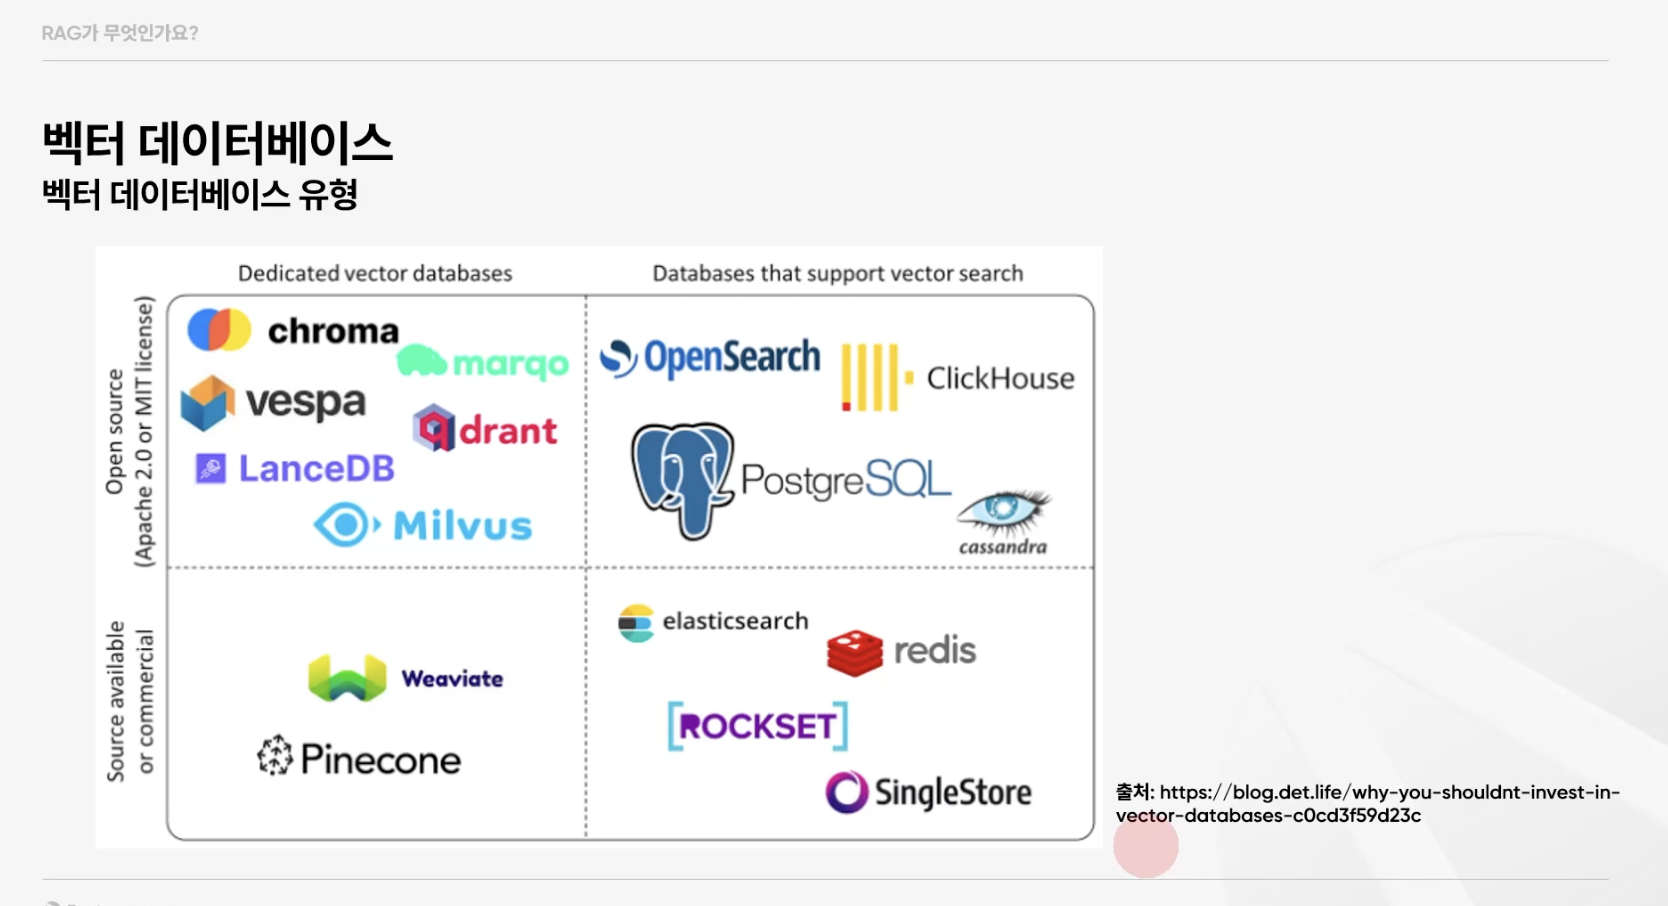 RAG가 무엇인가요?
벡터 데이터베이스
벡터 데이터베이스 유형
Dedicated vector databases
Databases that support vector search
Open source
(Apache 2.0 or MIT license)
chroma
marqo
vespa
qdrant
LanceDB
Milvus
OpenSearch
ClickHouse
PostgreSQL
cassandra
Source available
or commercial
Weaviate
Pinecone
elasticsearch
redis
ROCKSET
SingleStore
출처: https://blog.det.life/why-you-shouldnt-invest-in-
vector-databases-c0cd3f59d23c